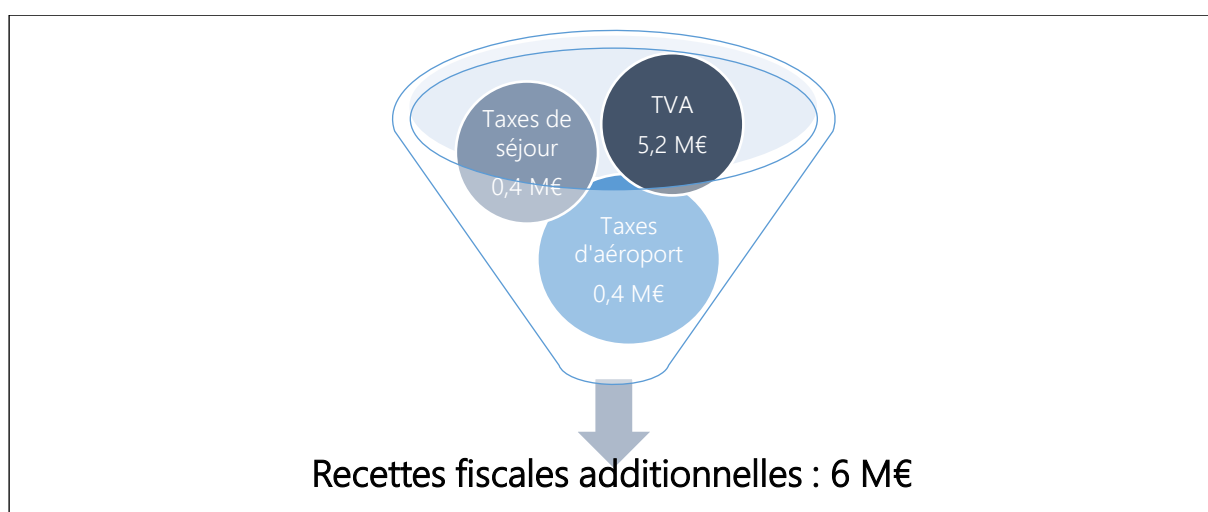 Taxes de
séjour
0,4 M€
TVA
5,2 M€
Taxes
d'aéroport
0,4 M€
Recettes fiscales additionnelles : 6 M€